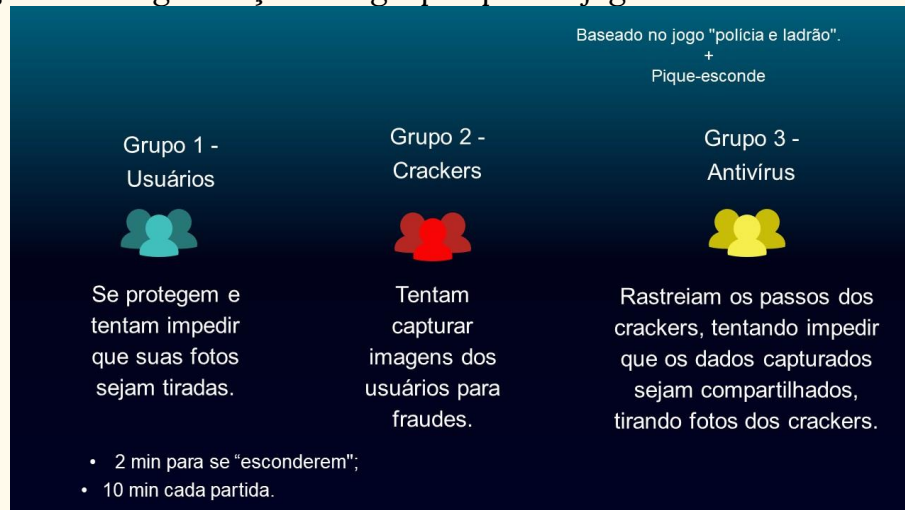 Baseado no jogo "polícia e ladrão".
+
Pique-esconde
Grupo 1 -
Usuários
Se protegem e
tentam impedir
que suas fotos
sejam tiradas.
Grupo 2 -
Crackers
Tentam
capturar
imagens dos
usuários para
fraudes.
Grupo 3 -
Antivírus
Rastreiam os passos dos
crackers, tentando impedir
que os dados capturados
sejam compartilhados,
tirando fotos dos crackers.
• 2 min para se “esconderem";
• 10 min cada partida.